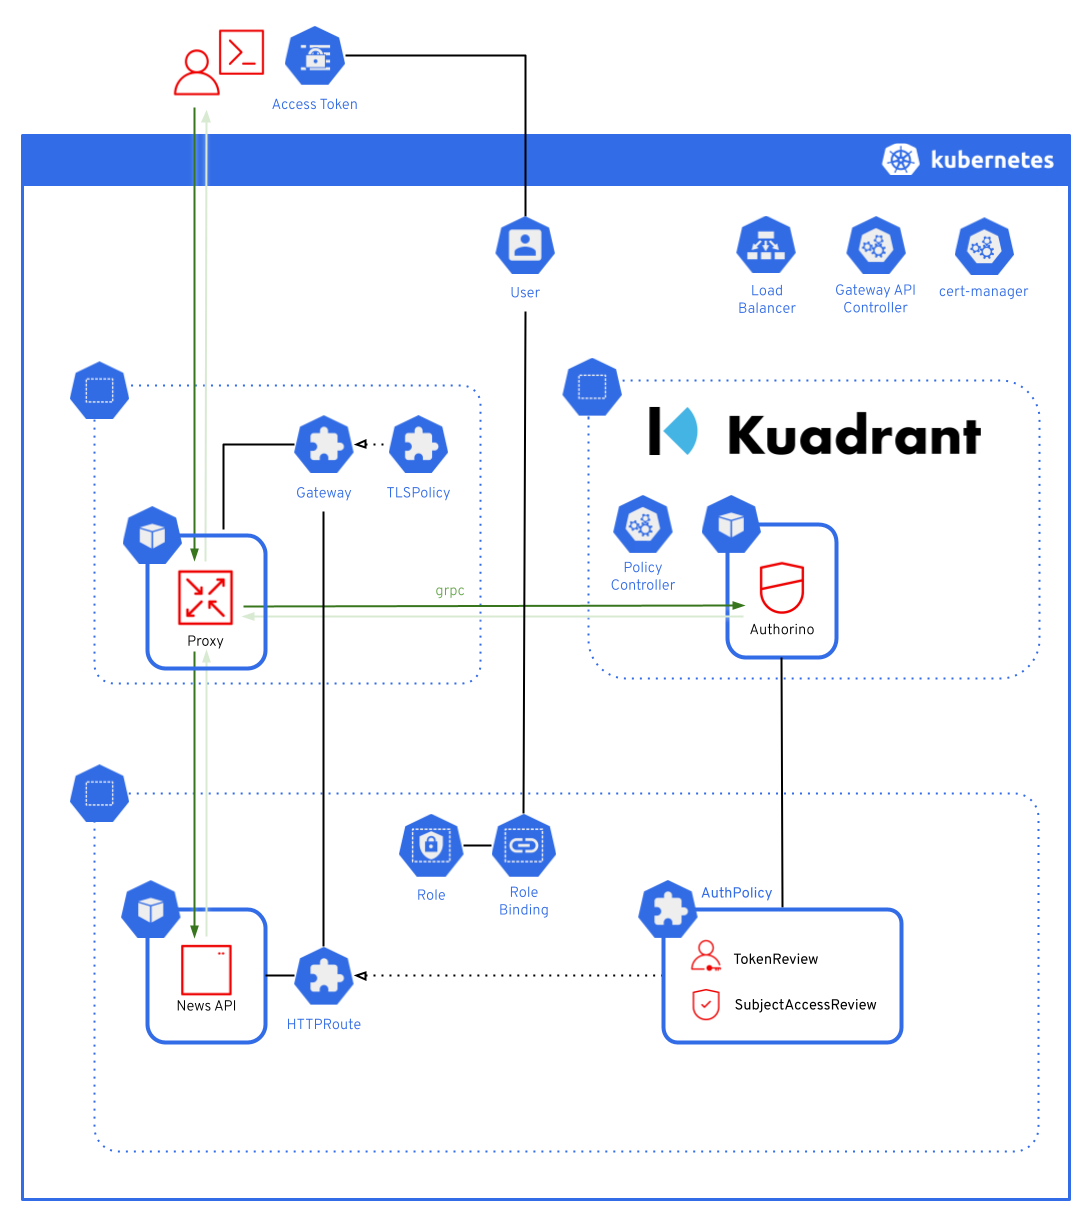 Access Token
kubernetes
User
Load
Balancer
Gateway API
Controller
cert-manager
Kuadrant
Gateway
TLSPolicy
Policy
Controller
grpc
Authorino
Proxy
Role
Role
Binding
AuthPolicy
TokenReview
SubjectAccessReview
News API
HTTPRoute